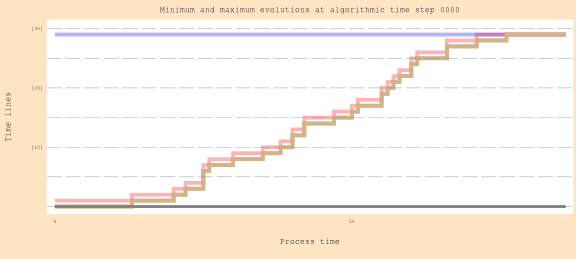 Minimum and maximum evolutions at algorithmic time step 0000
[30]
[20]
[10]
Time lines
0
50
Process time